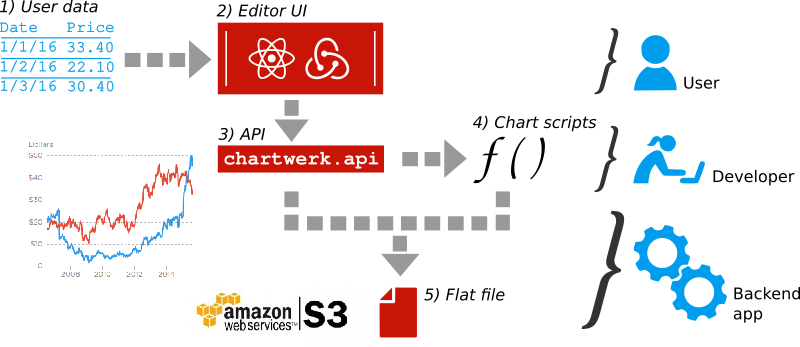 1) User data
Date Price
1/1/16 33.40
1/2/16 22.10
1/3/16 30.40
2) Editor UI
User
3) API
chartwerk.api
4) Chart scripts
f()
Developer
Dollars
$50
$40
$30
$20
$10
0
2008 2010 2012 2014
5) Flat file
amazon
web services™
S3
Backend
app